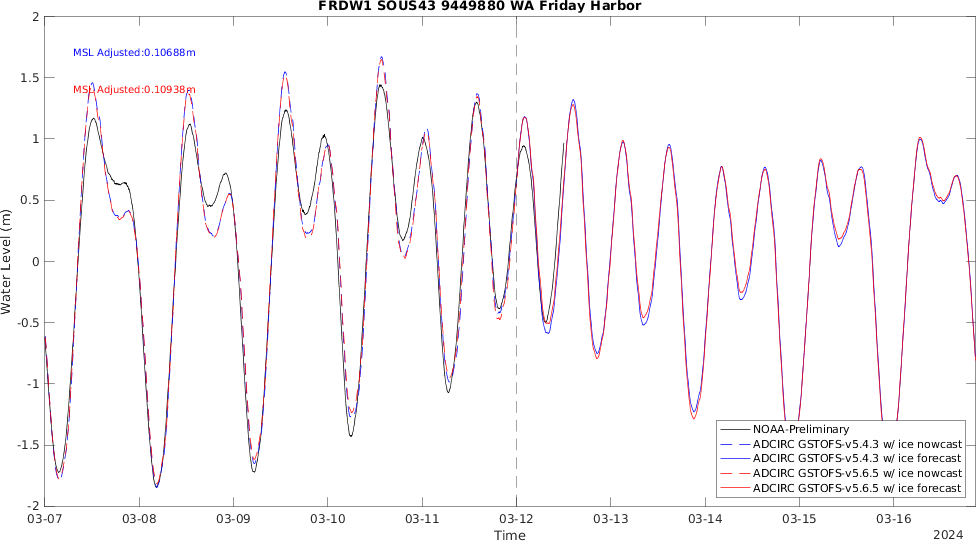 FRDW1 SOUS43 9449880 WA Friday Harbor
MSL Adjusted:0.10688m
MSL Adjusted:0.10938m
Water Level (m)
2
1.5
1
0.5
0
-0.5
-1
-1.5
-2
NOAA-Preliminary
ADCIRC GSTOFS-v5.4.3 w/ ice nowcast
ADCIRC GSTOFS-v5.4.3 w/ ice forecast
ADCIRC GSTOFS-v5.6.5 w/ ice nowcast
ADCIRC GSTOFS-v5.6.5 w/ ice forecast
03-07 03-08 03-09 03-10 03-11 03-12 03-13 03-14 03-15 03-16
Time
2024